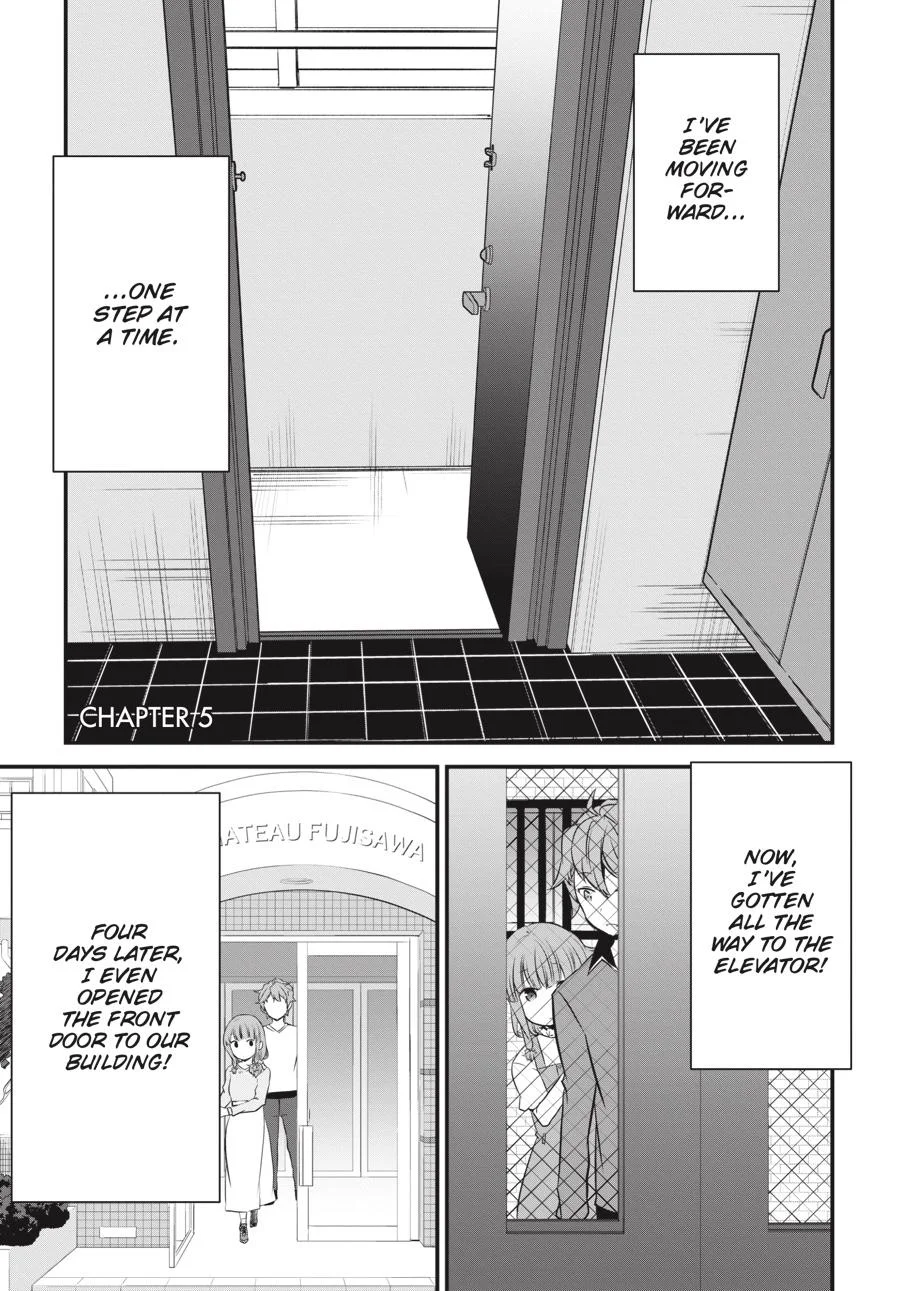 I'VE
BEEN
MOVING
FOR-
WARD...
...ONE
STEP AT
A TIME.
CHAPTER 5
NOW,
I'VE
GOTTEN
ALL THE
WAY TO THE
ELEVATOR!
HATEAU FUJISAWA
FOUR
DAYS LATER,
I EVEN
OPENED
THE FRONT
DOOR TO OUR
BUILDING!